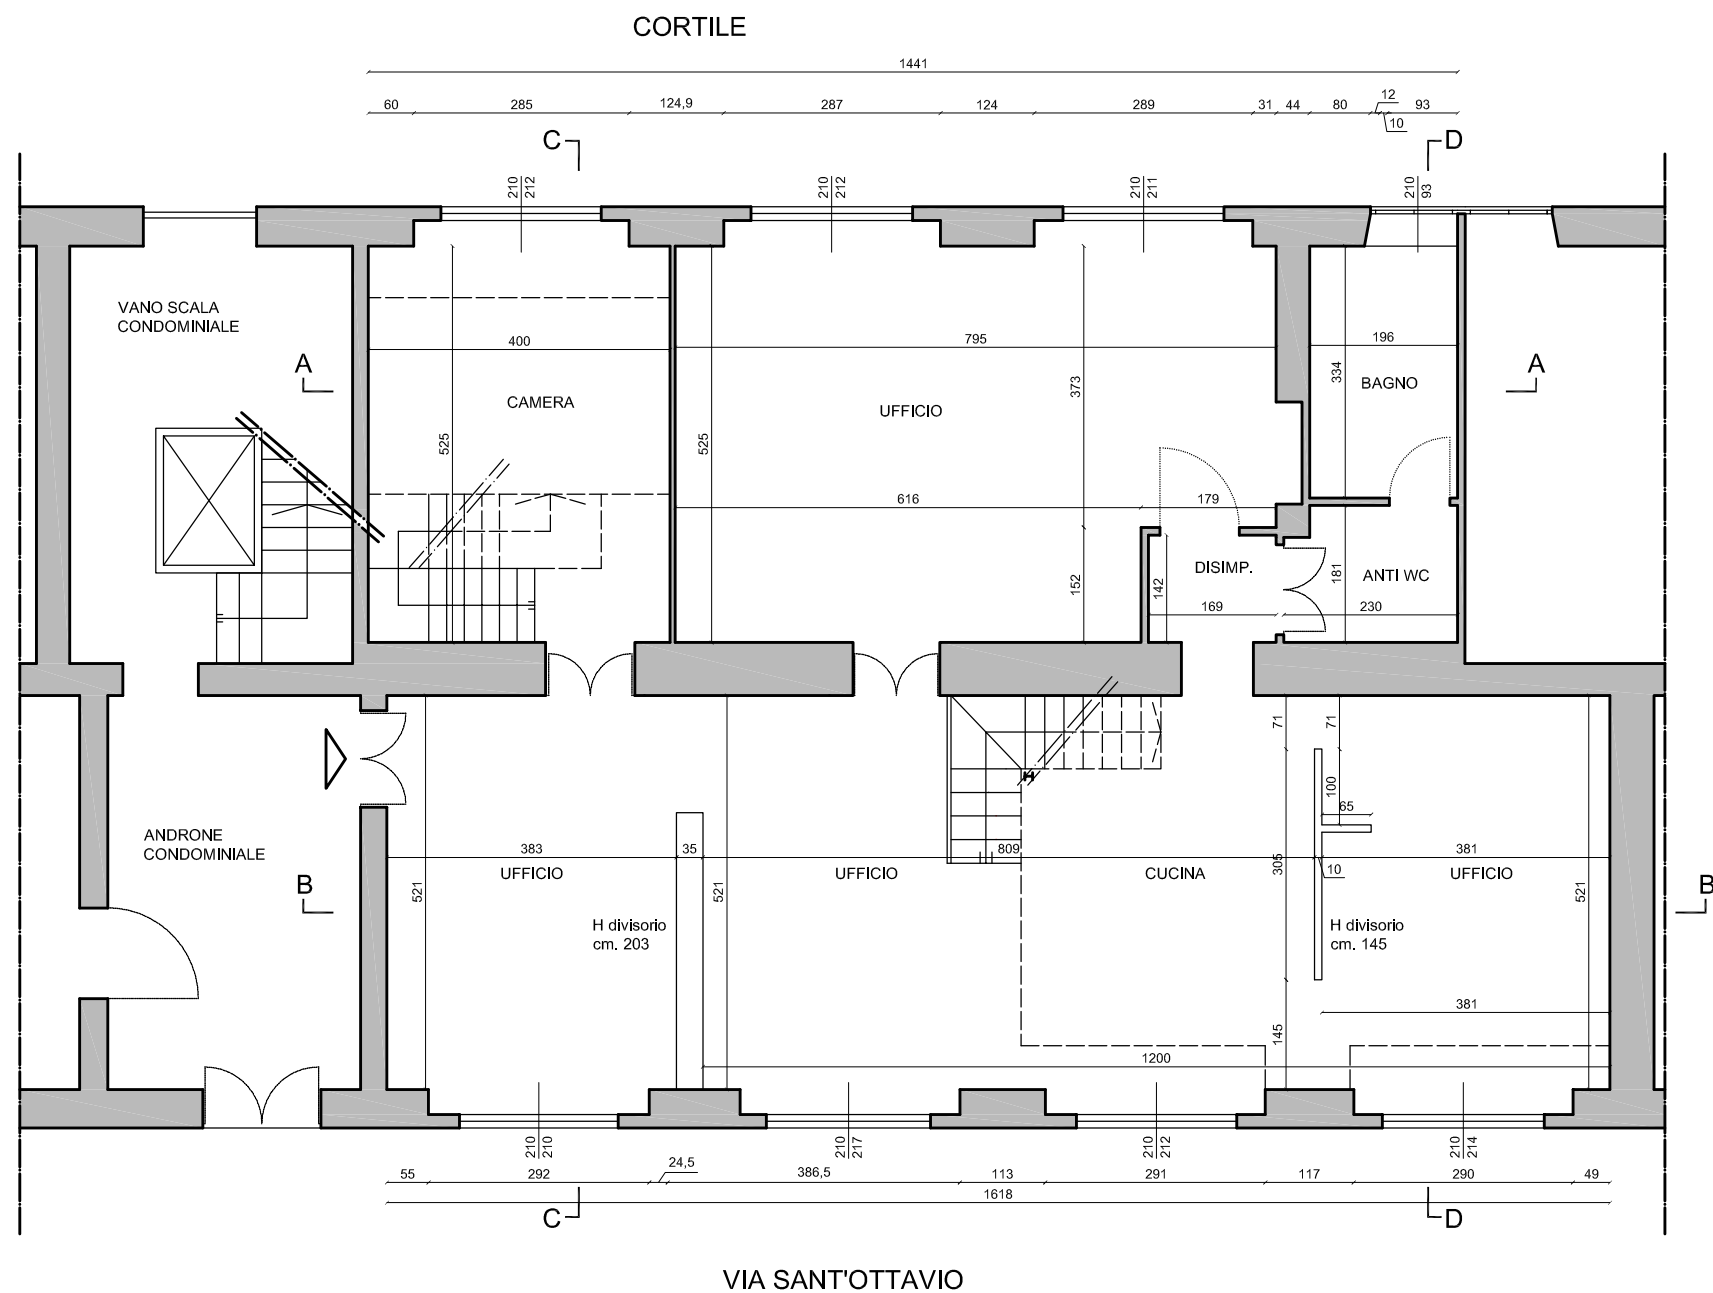 CORTILE
1441
60 285 124,9 287 124 289 31 44 80 12 93
10
C D
210 212 210 212 210 211 210 93
VANO SCALA
CONDOMINIALE
400 795 196
334
A A
373
BAGNO
CAMERA
UFFICIO
525 525
616 179
DISIMP.
ANTI WC
152 142 181
169 230
71 71
100
65
ANDRONE
CONDOMINIALE
383 35 809 381
305
10
UFFICIO UFFICIO CUCINA UFFICIO
B B
521 521 521
H divisorio
cm. 203
H divisorio
cm. 145
381
145
1200
210 210 210 217 210 212 210 214
24,5
55 292 386,5 113 291 117 290 49
1618
C D
VIA SANT'OTTAVIO